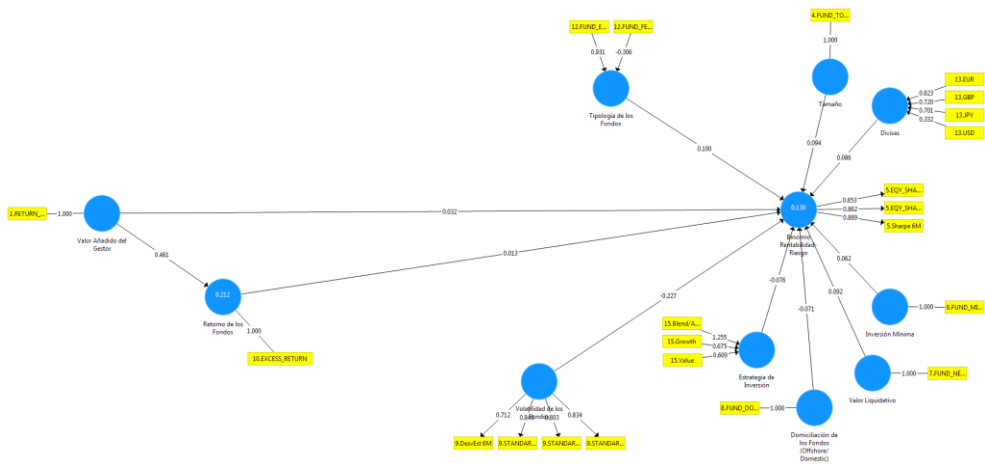 12.FUND_E...
12.FUND_FE...
4.FUND_TO...
0.931
-0.306
1.000
Tipología de los
Fondos
Tamaño
13.EUR
13.GBP
13.JPY
13.USD
0.823
0.720
0.701
0.332
Divisas
0.100
0.094
0.086
1.RETURN_...
1.000
Valor Añadido del
Gestor
0.032
0.461
0.212
Retorno de los
Fondos
1.000
10.EXCESS_RETURN
0.013
0.139
Binomio
Rentabilidad-
Riesgo
0.853
0.862
0.889
5.EQY_SHA...
5.EQY_SHA...
5.Sharpe 6M
-0.227
-0.076
-0.071
0.092
0.062
1.000
6.FUND_MI...
Inversión Mínima
15.Blend/A...
15.Growth
15.Value
1.255
0.675
0.609
Estrategia de
Inversión
1.000
7.FUND_NE...
Valor Liquidativo
8.FUND_DO...
1.000
Domiciliación de
los Fondos
(Offshore/
Domestic)
Volatilidad de los
Fondos
0.712
0.803
0.834
9.DesvEst 6M
9.STANDAR...
9.STANDAR...
9.STANDAR...